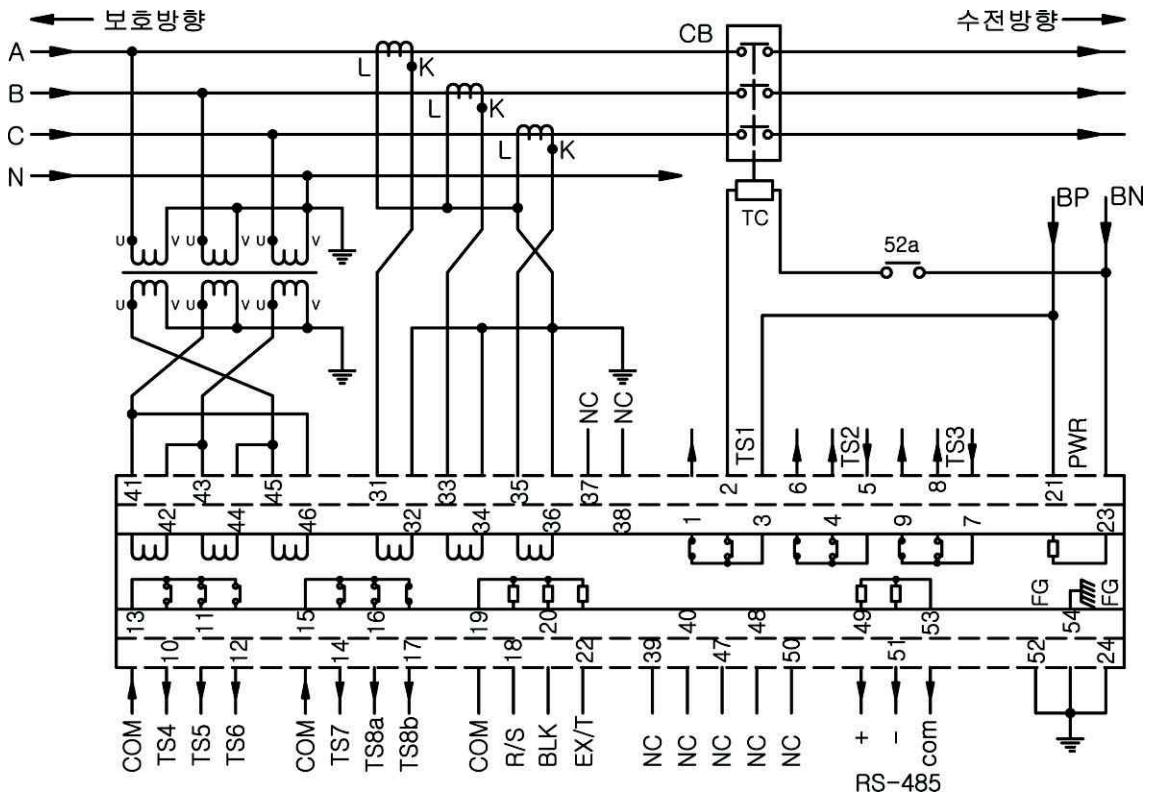 보호방향
수전방향
A
B
C
N
L K
L K
L K
CB
TC
52a
BP BN
U V U V U V
U V U V U V
NC NC
TS1 TS2 TS3 PWR
41 43 45 31 33 35 37 2 6 5 8 21
42 44 46 32 34 36 38 1 3 4 9 7 23
FG FG
13 11 15 16 19 20 40 48 49 53 54
10 12 14 17 18 22 39 47 50 51 52 24
COM TS4 TS5 TS6 COM TS7 TS8a TS8b COM R/S BLK EX/T NC NC NC NC NC + - com
RS-485